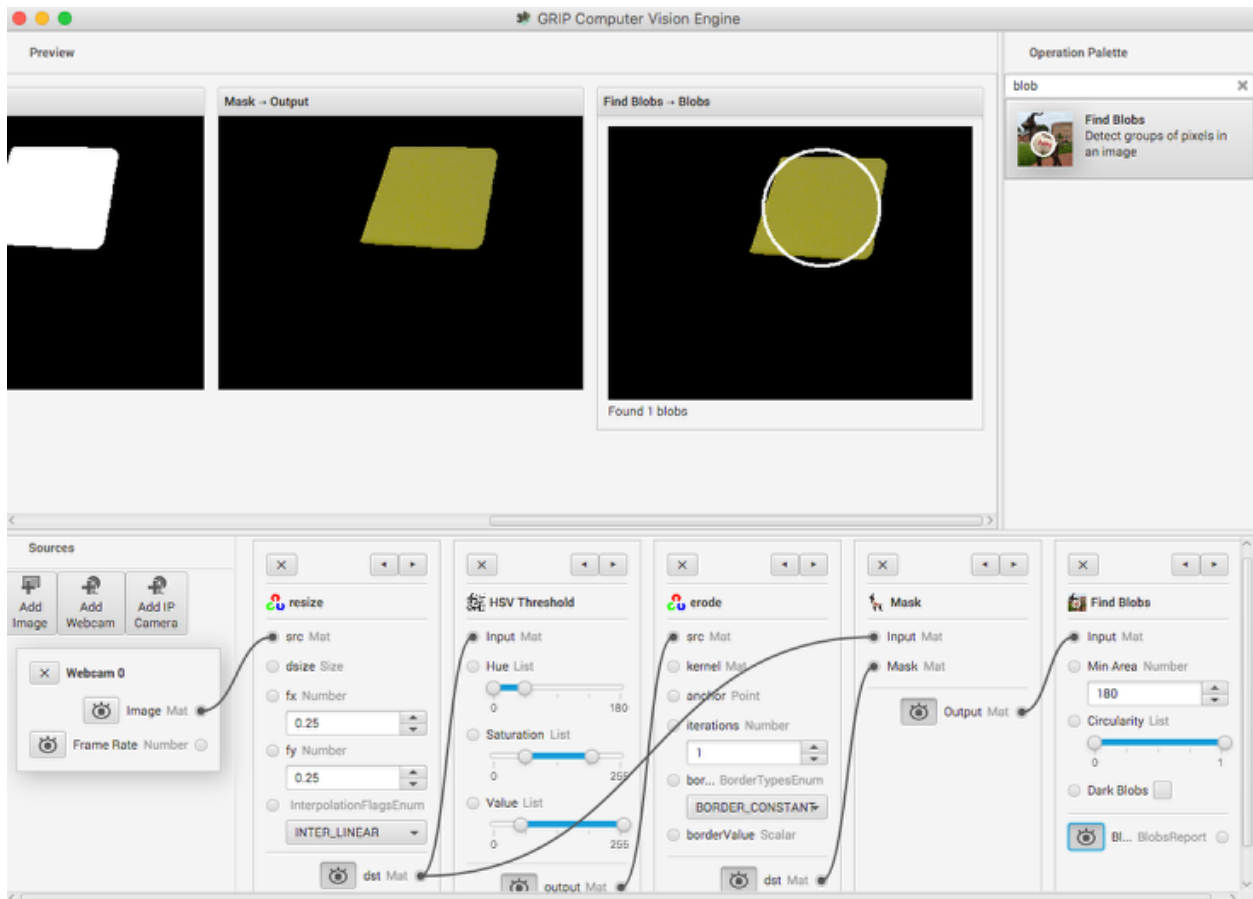 GRIP Computer Vision Engine
Preview
Operation Palette
Mask → Output
Find Blobs → Blobs
Found 1 blobs
blob
Find Blobs
Detect groups of pixels in
an image
Sources
Add
Image
Add
Webcam
Add IP
Camera
Webcam 0
Image Mat
Frame Rate Number
resize
src Mat
dsize Size
fx Number
0.25
fy Number
0.25
InterpolationFlagsEnum
INTER_LINEAR
dst Mat
HSV Threshold
Input Mat
Hue List
0 180
Saturation List
0 255
Value List
0 255
output Mat
erode
src Mat
kernel Mat
anchor Point
iterations Number
1
bor... BorderTypesEnum
BORDER_CONSTANT
borderValue Scalar
dst Mat
Mask
Input Mat
Mask Mat
Output Mat
Find Blobs
Input Mat
Min Area Number
180
Circularity List
0 1
Dark Blobs
Bl... BlobsReport